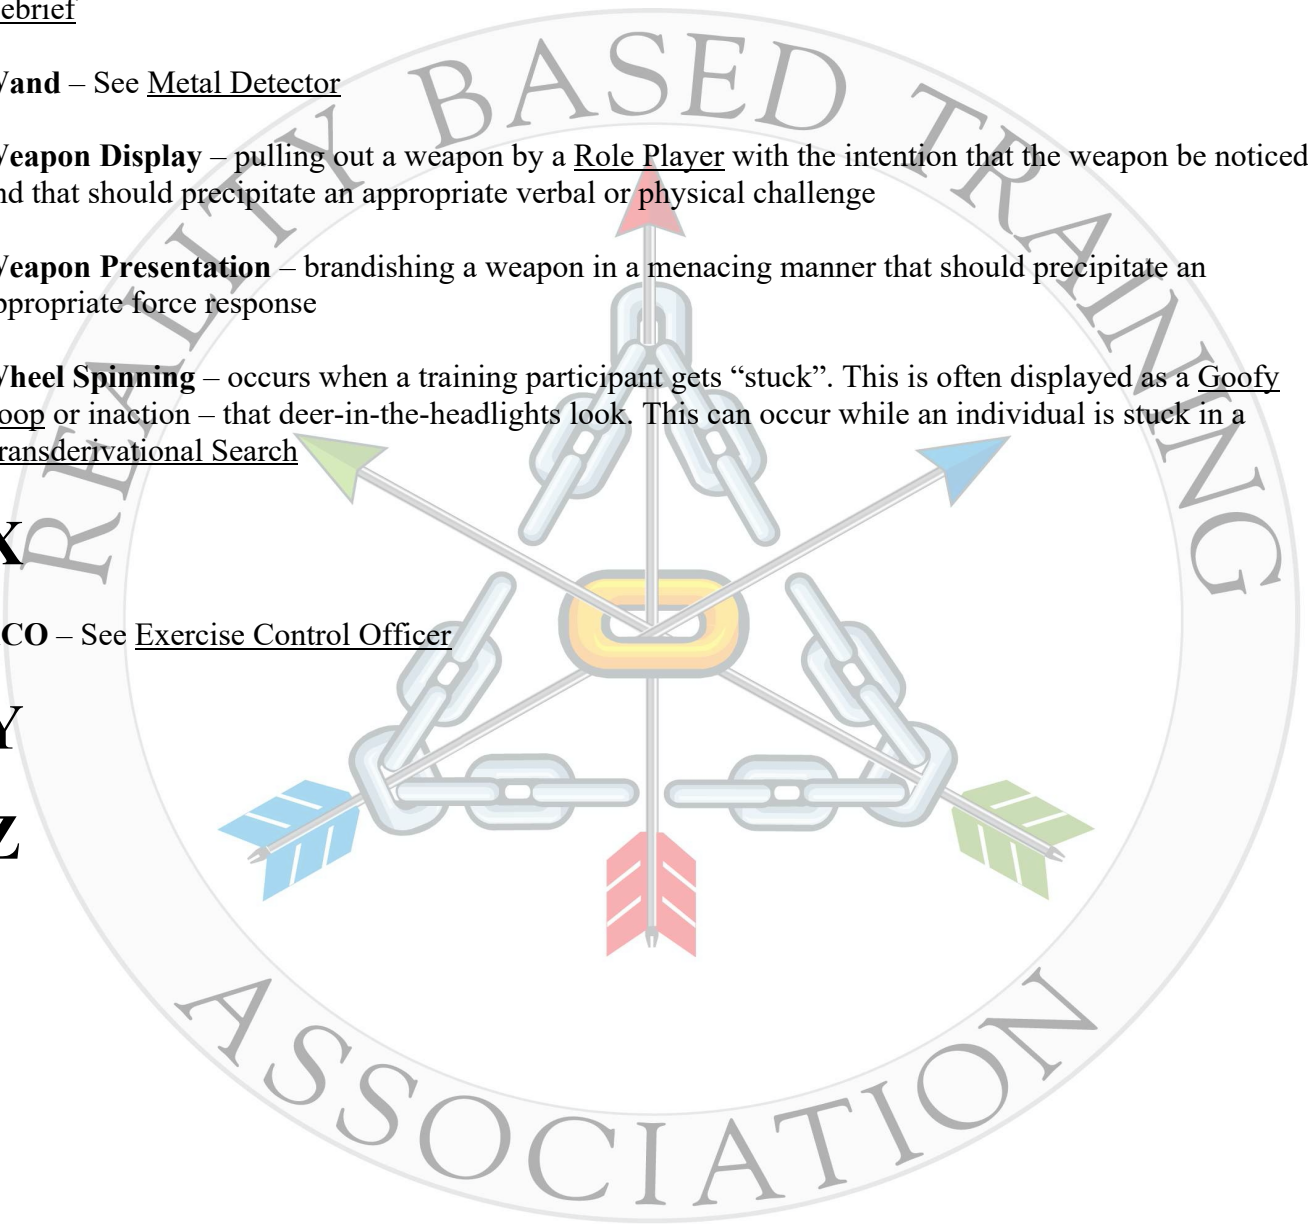 ebrief
Wand – See Metal Detector
Weapon Display – pulling out a weapon by a Role Player with the intention that the weapon be noticed
nd that should precipitate an appropriate verbal or physical challenge
Weapon Presentation – brandishing a weapon in a menacing manner that should precipitate an
ppropriate force response
Wheel Spinning – occurs when a training participant gets “stuck”. This is often displayed as a Goofy
oop or inaction – that deer-in-the-headlights look. This can occur while an individual is stuck in a
ransderivational Search
X
CO – See Exercise Control Officer
Y
Z
REALITY BASED TRAINING
ASSOCIATION